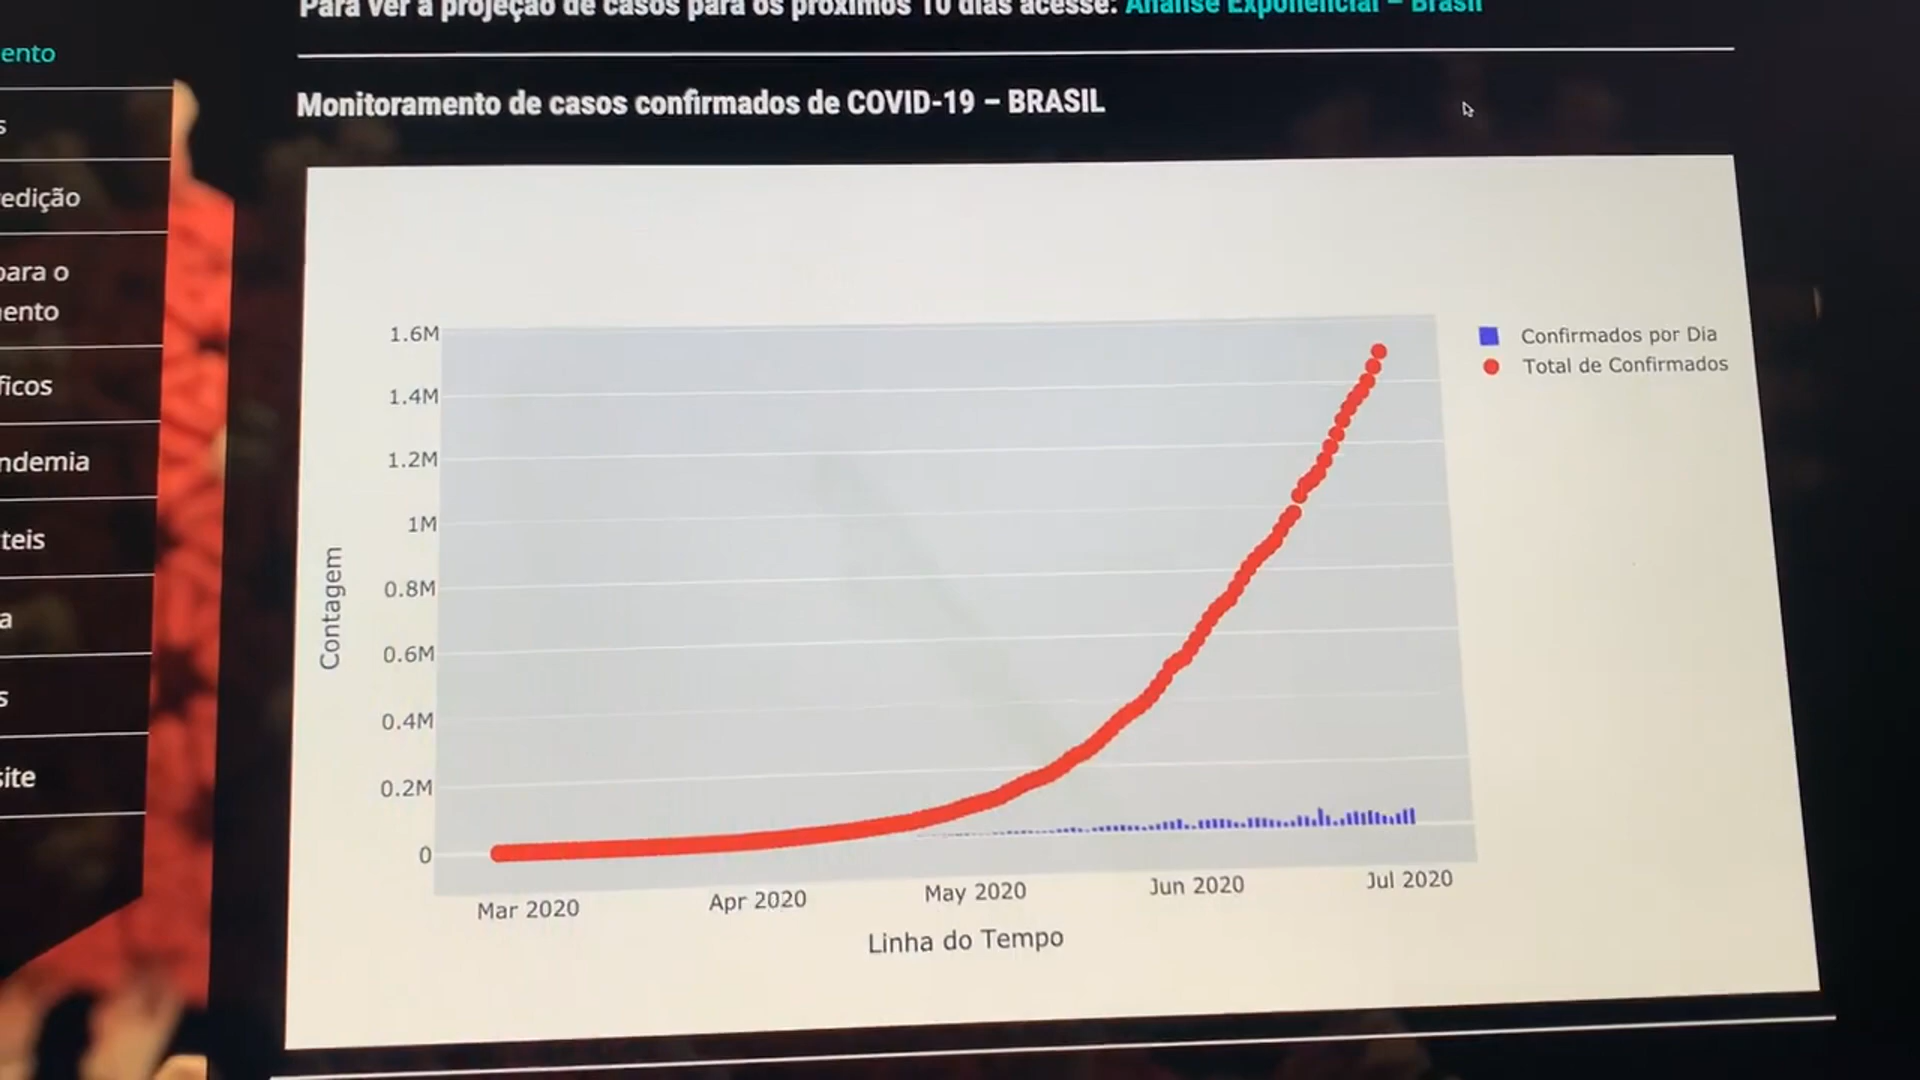 Para ver a projeção de casos para os próximos 10 dias acesse: Análise Exponencial – Brasil
ento
Monitoramento de casos confirmados de COVID-19 – BRASIL
s
edição
para o
ento
ficos
ndemia
teis
a
s
site
1.6M
1.4M
1.2M
1M
0.8M
0.6M
0.4M
0.2M
0
Contagem
Confirmados por Dia
Total de Confirmados
Mar 2020
Apr 2020
May 2020
Jun 2020
Jul 2020
Linha do Tempo